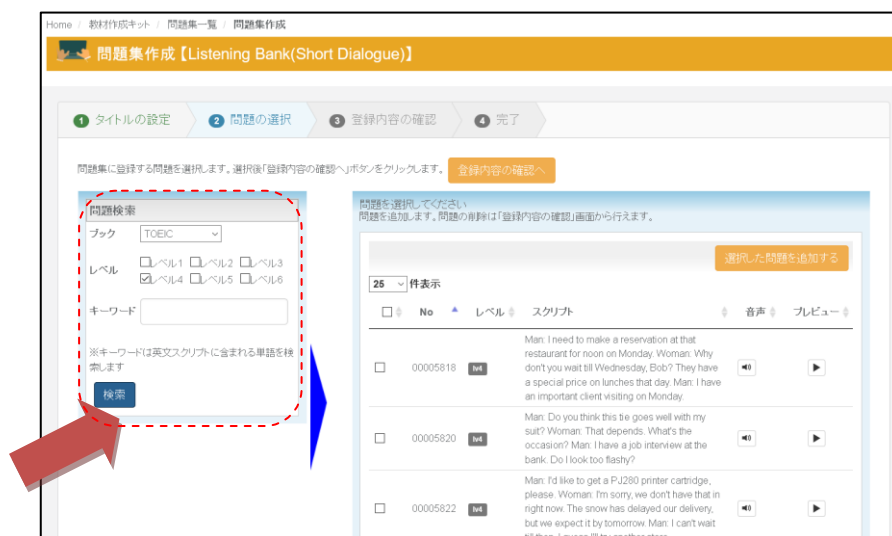 Home / 教材作成キット / 問題集一覧 / 問題集作成
問題集作成【Listening Bank(Short Dialogue)】
1 タイトルの設定 2 問題の選択 3 登録内容の確認 4 完了
問題集に登録する問題を選択します。選択後「登録内容の確認へ」ボタンをクリックします。 登録内容の確認へ
問題検索
ブック TOEIC
レベル レベル1 レベル2 レベル3
レベル4 レベル5 レベル6
キーワード
※キーワードは英文スクリプトに含まれる単語を検
索します
検索
問題を選択してください
問題を追加します。問題の削除は「登録内容の確認」画面から行えます。
選択した問題を追加する
25 件表示
No レベル スクリプト 音声 プレビュー
Man: I need to make a reservation at that
restaurant for noon on Monday. Woman: Why
00005818 lv4 don't you wait till Wednesday, Bob? They have
a special price on lunches that day. Man: I have
an important client visiting on Monday.
Man: Do you think this tie goes well with my
suit? Woman: That depends. What's the
00005820 lv4 occasion? Man: I have a job interview at the
bank. Do I look too flashy?
Man: I'd like to get a PJ280 printer cartridge,
please. Woman: I'm sorry, we don't have that in
00005822 lv4 right now. The snow has delayed our delivery,
but we expect it by tomorrow. Man: I can't wait